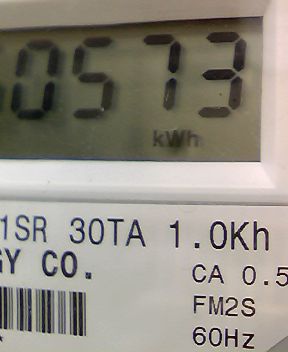 0573
kWh
1SR 30TA 1.0Kh
GY CO.
CA 0.5
FM2S
60Hz